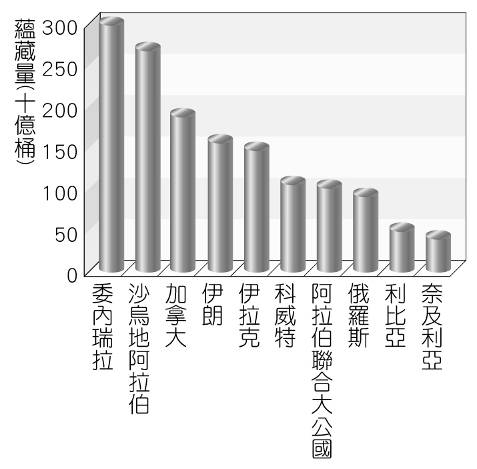 蘊藏量(十億桶)
300
250
200
150
100
50
0
委內瑞拉
沙烏地阿拉伯
加拿大
伊朗
伊拉克
科威特
阿拉伯聯合大公國
俄羅斯
利比亞
奈及利亞